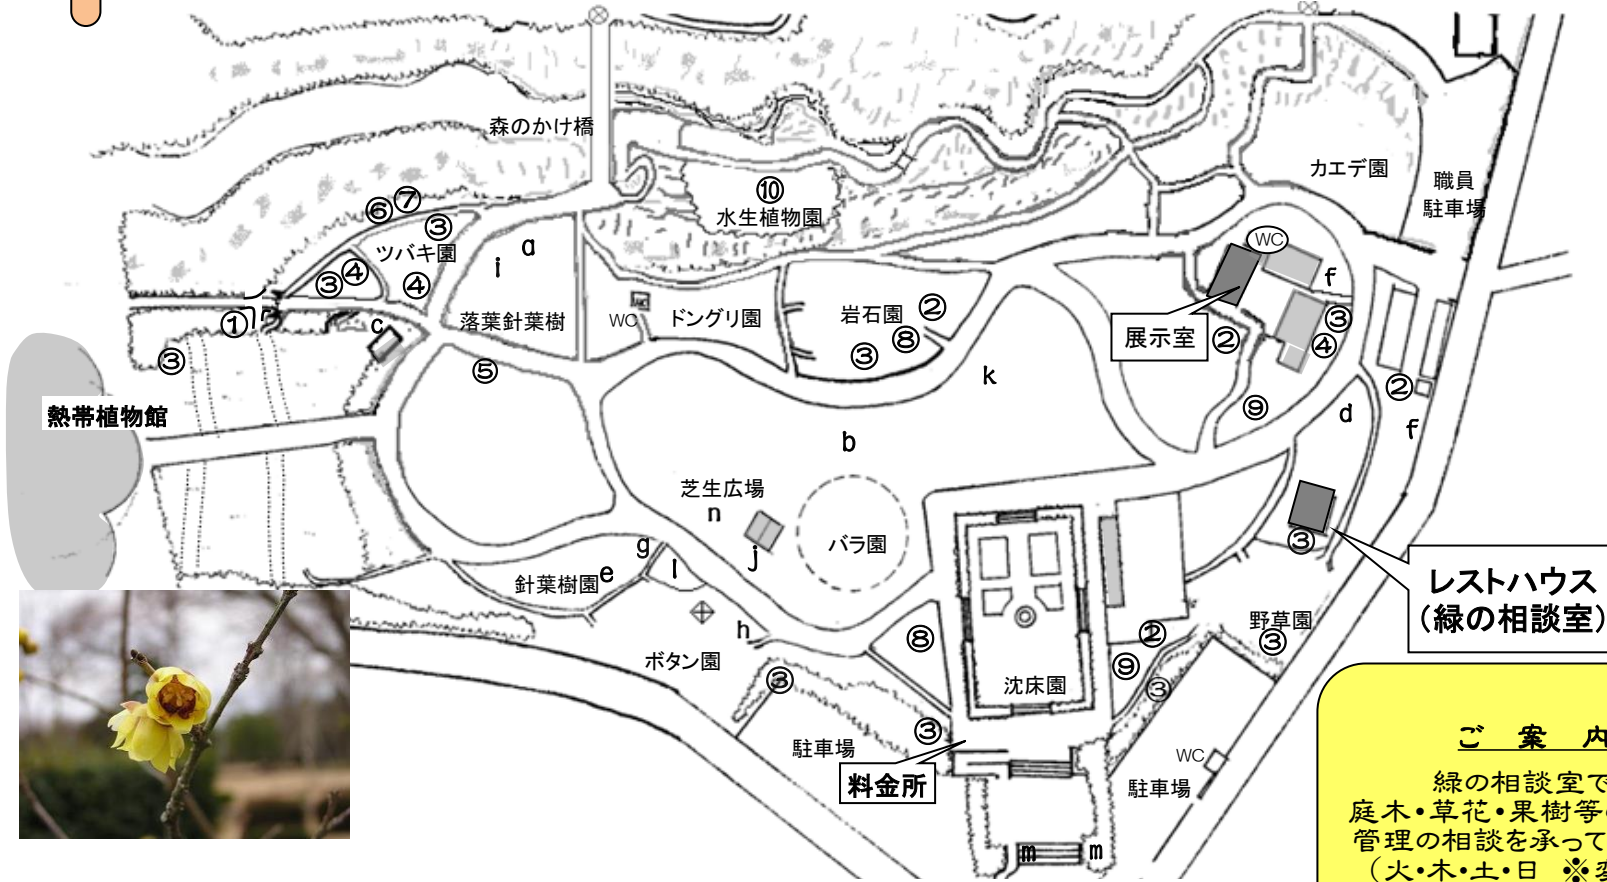 森のかけ橋
カエデ園
職員
駐車場
⑩
水生植物園
⑥
⑦
③
ツバキ園
a
i
④
③
④
WC
f
①
r
c
落葉針葉樹
WC
ドングリ園
岩石園
②
⑧
③
展示室
②
③
④
③
⑤
k
②
熱帯植物館
⑨
d
f
b
芝生広場
n
j
バラ園
③
g
l
針葉樹園
e
レストハウス
(緑の相談室)
h
⑧
②
野草園
③
ボタン園
⑨
③
沈床園
③
③
駐車場
料金所
WC
駐車場
m
m
ご案内
緑の相談室で
庭木・草花・果樹等
管理の相談を承って
(火・木・土・日 ※変